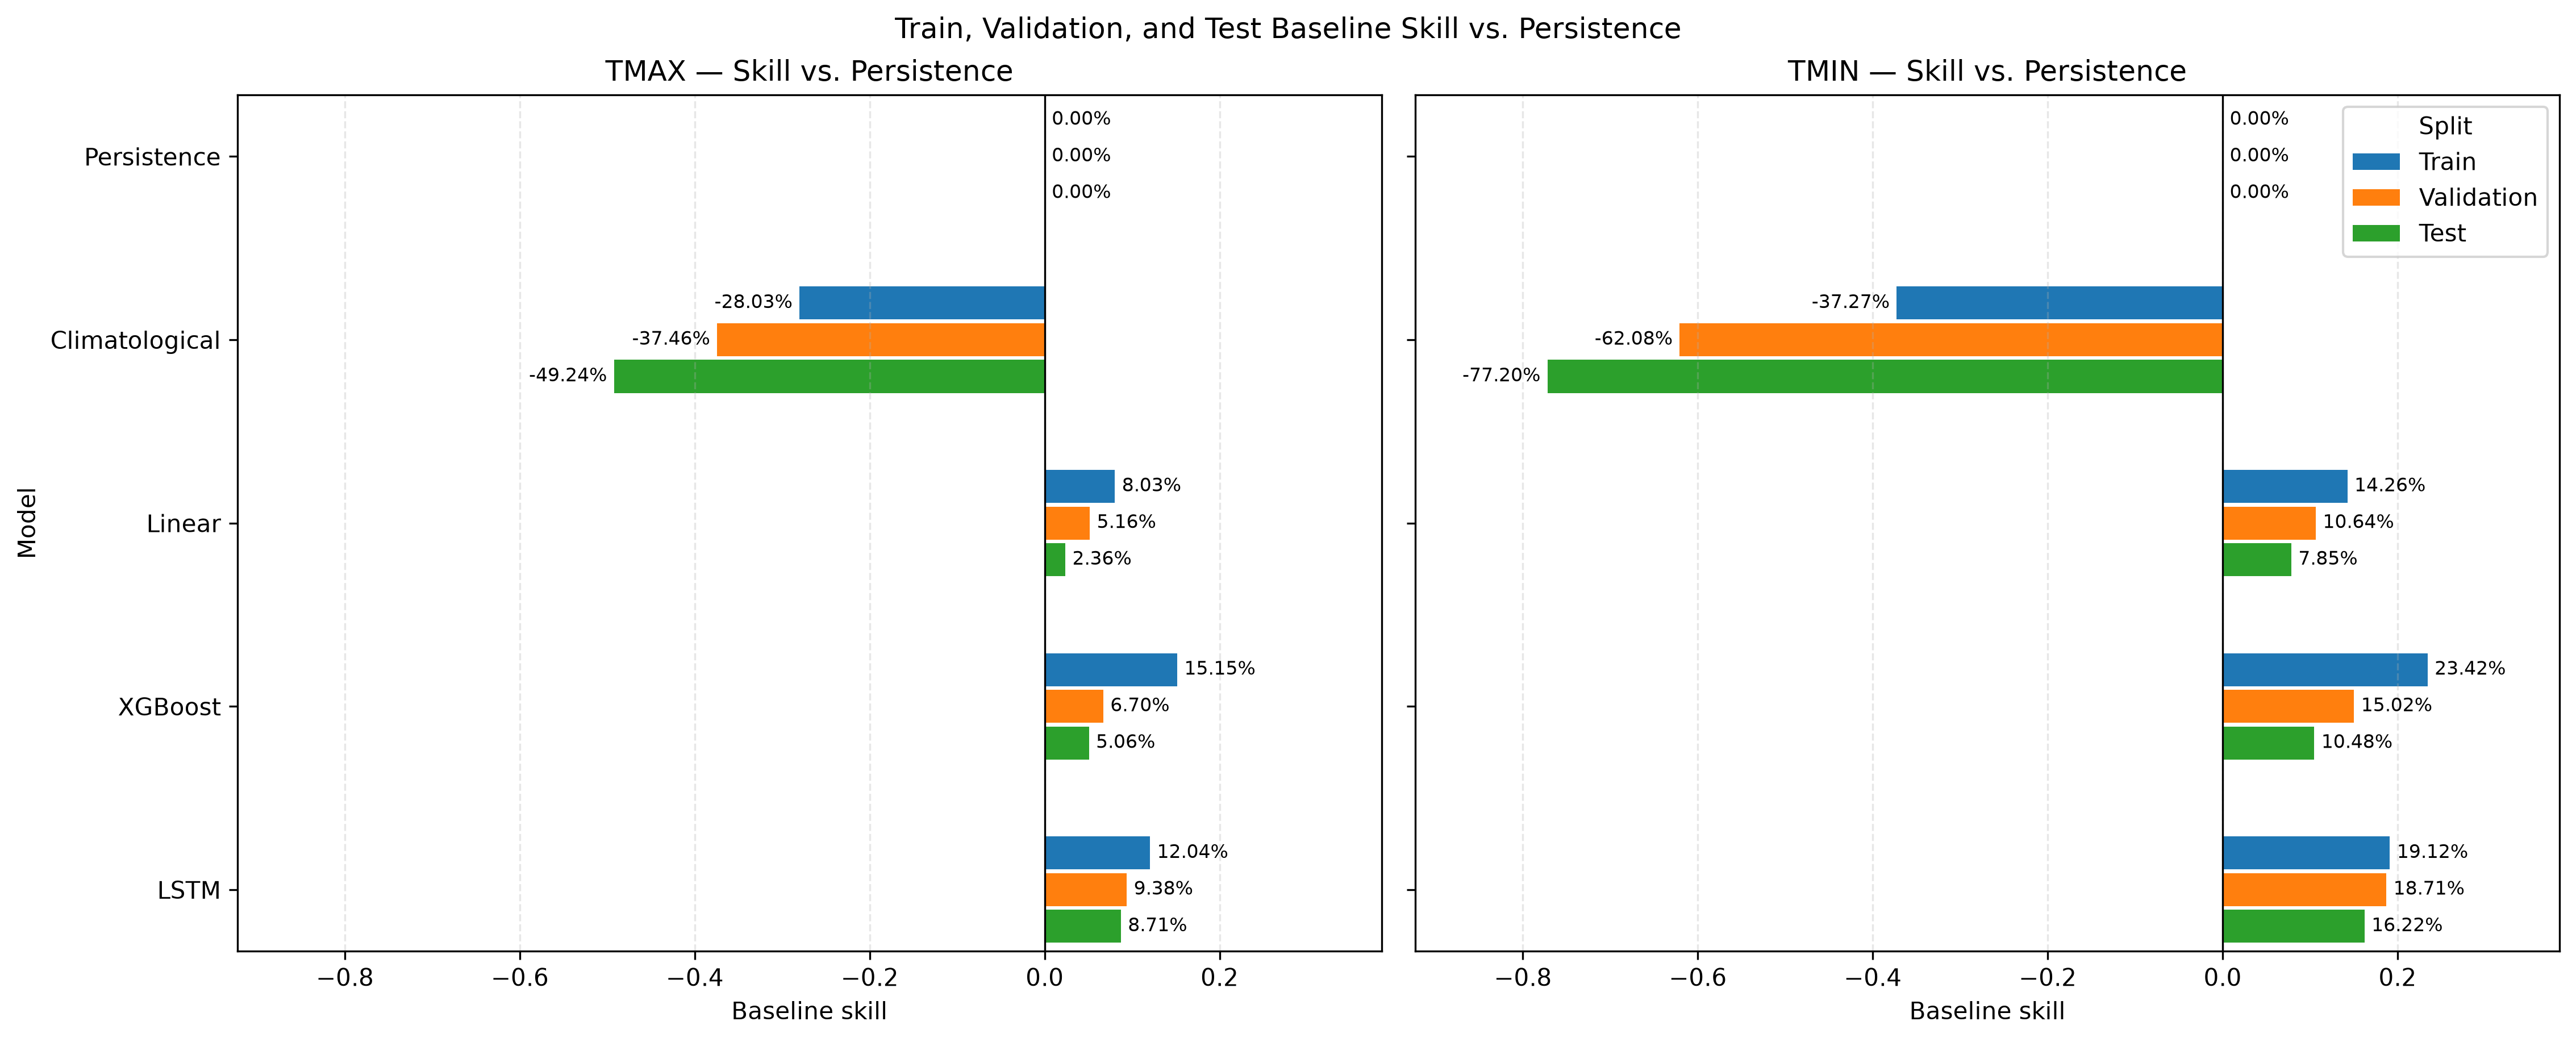 Train, Validation, and Test Baseline Skill vs. Persistence
TMAX — Skill vs. Persistence
Model
Persistence
Climatological
Linear
XGBoost
LSTM
0.00%
0.00%
0.00%
-28.03%
-37.46%
-49.24%
8.03%
5.16%
2.36%
15.15%
6.70%
5.06%
12.04%
9.38%
8.71%
−0.8 −0.6 −0.4 −0.2 0.0 0.2
Baseline skill
TMIN — Skill vs. Persistence
Split
Train
Validation
Test
0.00%
0.00%
0.00%
-37.27%
-62.08%
-77.20%
14.26%
10.64%
7.85%
23.42%
15.02%
10.48%
19.12%
18.71%
16.22%
−0.8 −0.6 −0.4 −0.2 0.0 0.2
Baseline skill